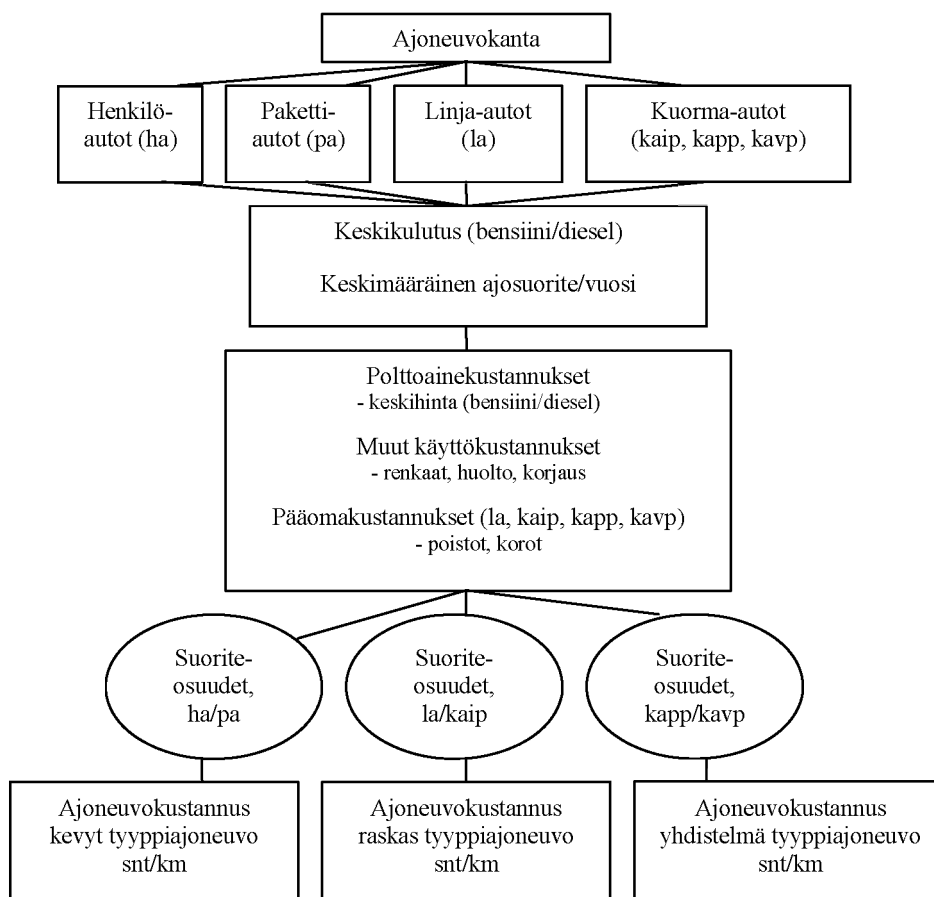 Ajoneuvokanta
Henkilö-
autot (ha)
Paketti-
autot (pa)
Linja-autot
(la)
Kuorma-autot
(kaip, kapp, kavp)
Keskikulutus (bensiini/diesel)
Keskimääräinen ajosuorite/vuosi
Polttoainekustannukset
- keskihinta (bensiini/diesel)
Muut käyttökustannukset
- renkaat, huolto, korjaus
Pääomakustannukset (la, kaip, kapp, kavp)
- poistot, korot
Suorite-
osuudet,
ha/pa
Suorite-
osuudet,
la/kaip
Suorite-
osuudet,
kapp/kavp
Ajoneuvokustannus
kevyt tyyppiajoneuvo
snt/km
Ajoneuvokustannus
raskas tyyppiajoneuvo
snt/km
Ajoneuvokustannus
yhdistelmä tyyppiajoneuvo
snt/km